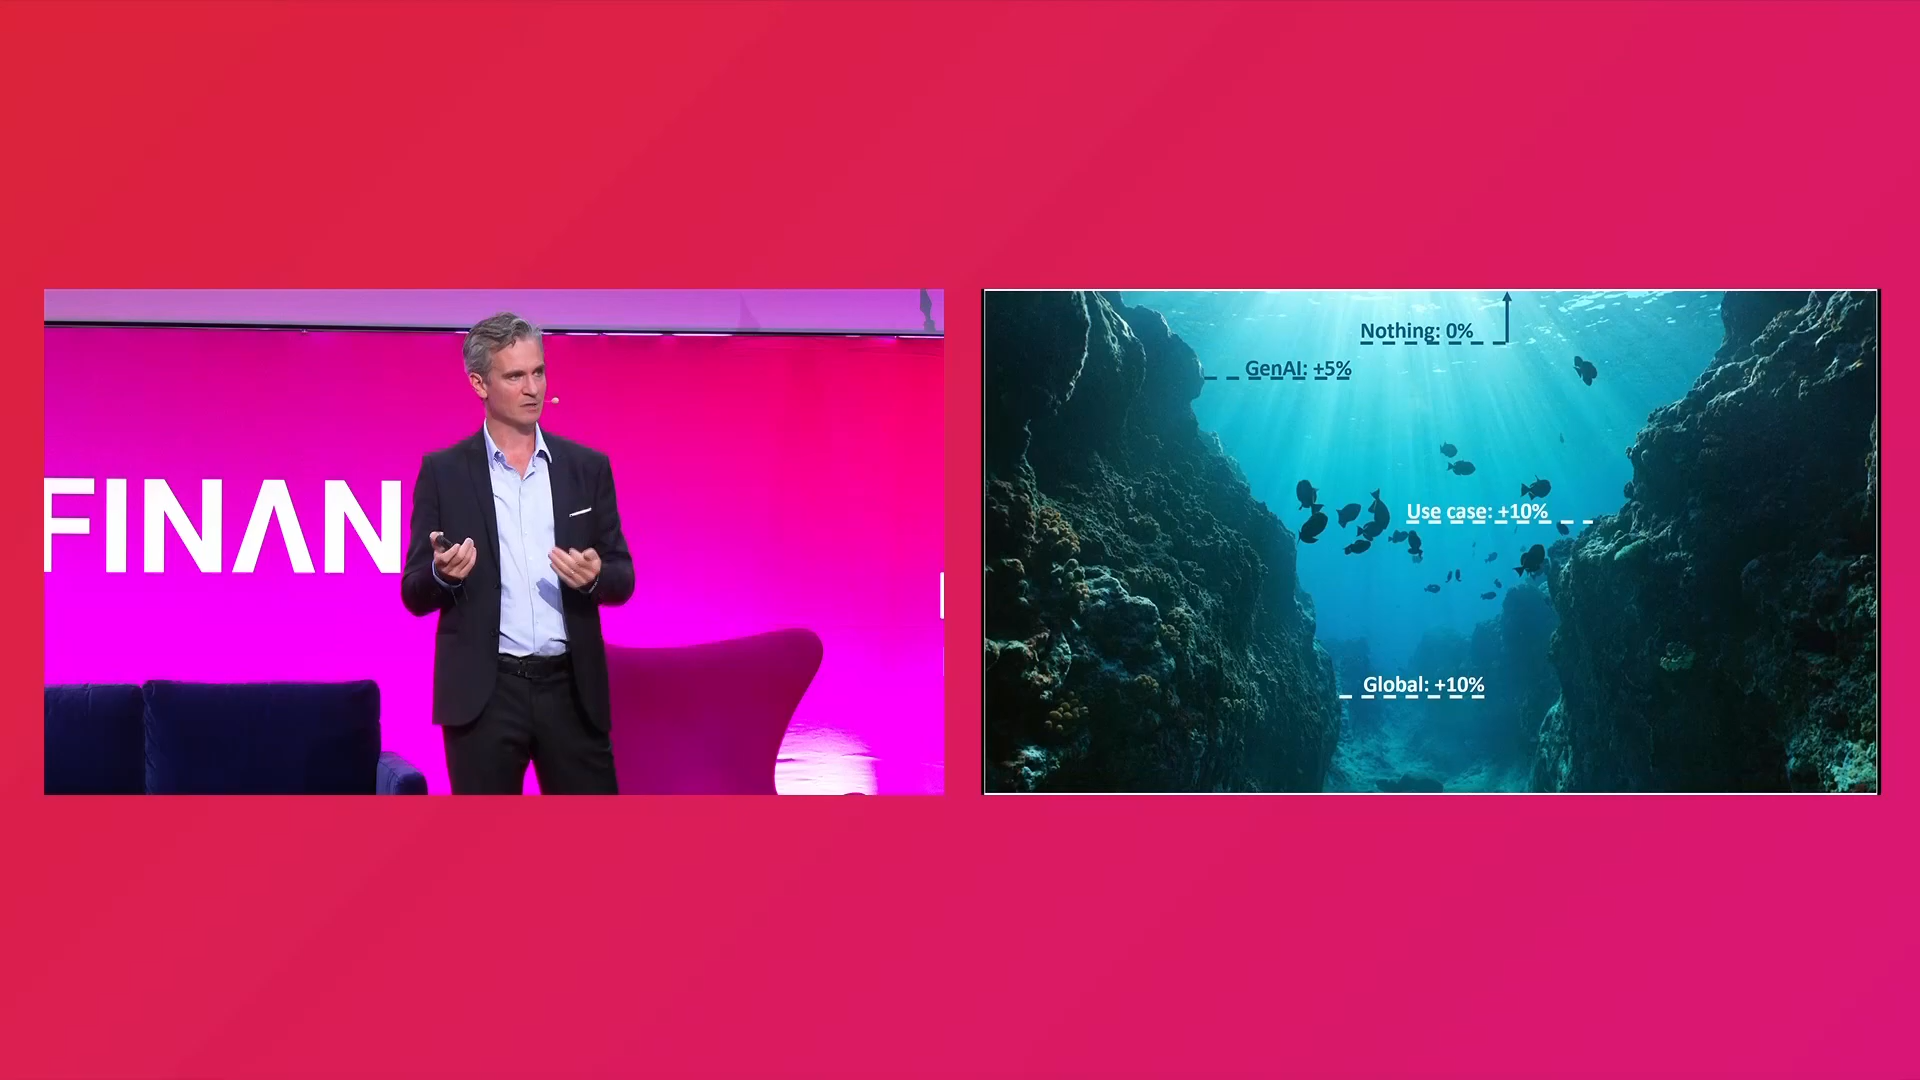 FINAN
Nothing: 0%
GenAI: +5%
Use case: +10%
Global: +10%